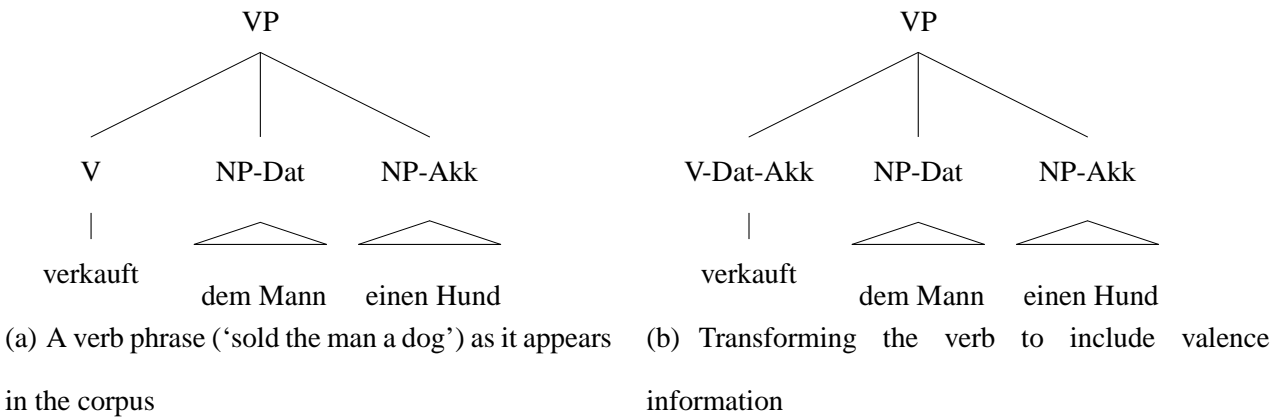 VP
V NP-Dat NP-Akk
verkauft
dem Mann einen Hund
(a) A verb phrase (‘sold the man a dog’) as it appears
in the corpus
VP
V-Dat-Akk NP-Dat NP-Akk
verkauft
dem Mann einen Hund
(b) Transforming the verb to include valence
information